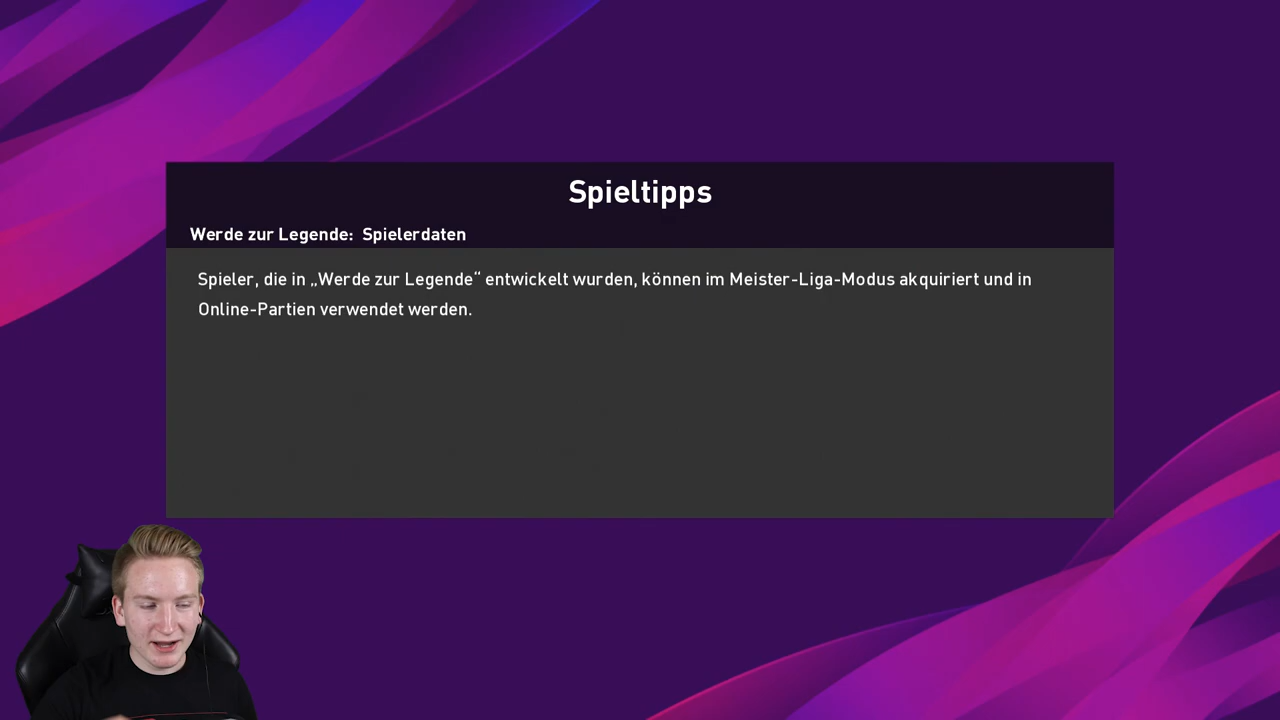 Spieltipps
Werde zur Legende: Spielerdaten
Spieler, die in „Werde zur Legende“ entwickelt wurden, können im Meister-Liga-Modus akquiriert und in
Online-Partien verwendet werden.